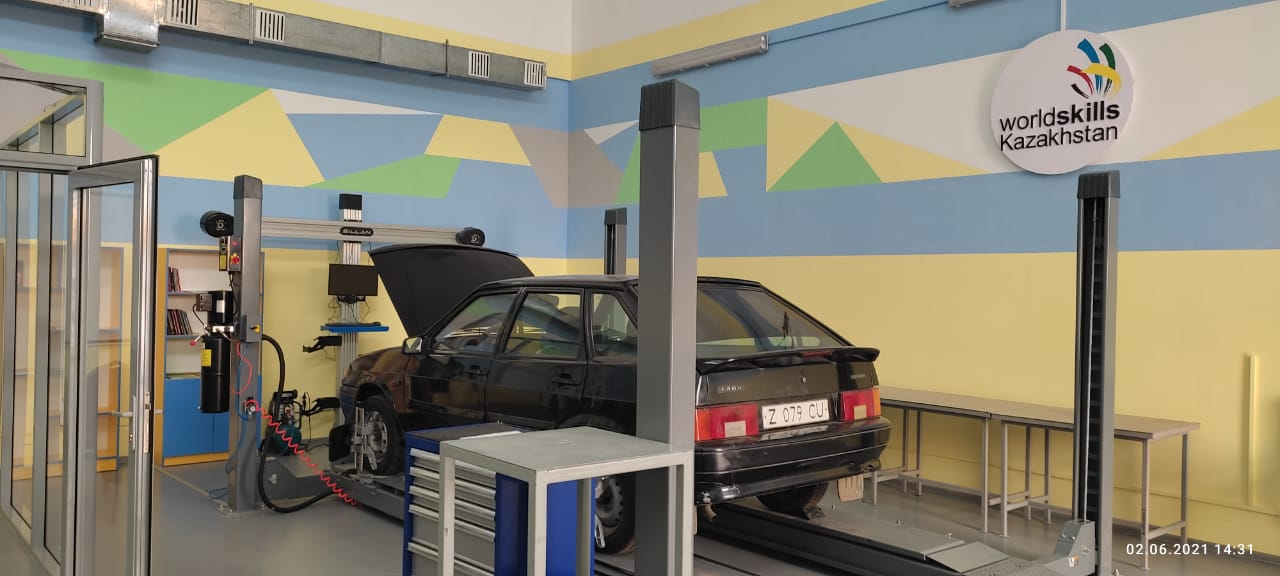 worldskills
Kazakhstan
SILLAN
LADA
Z 079 CU
02.06.2021 14:31